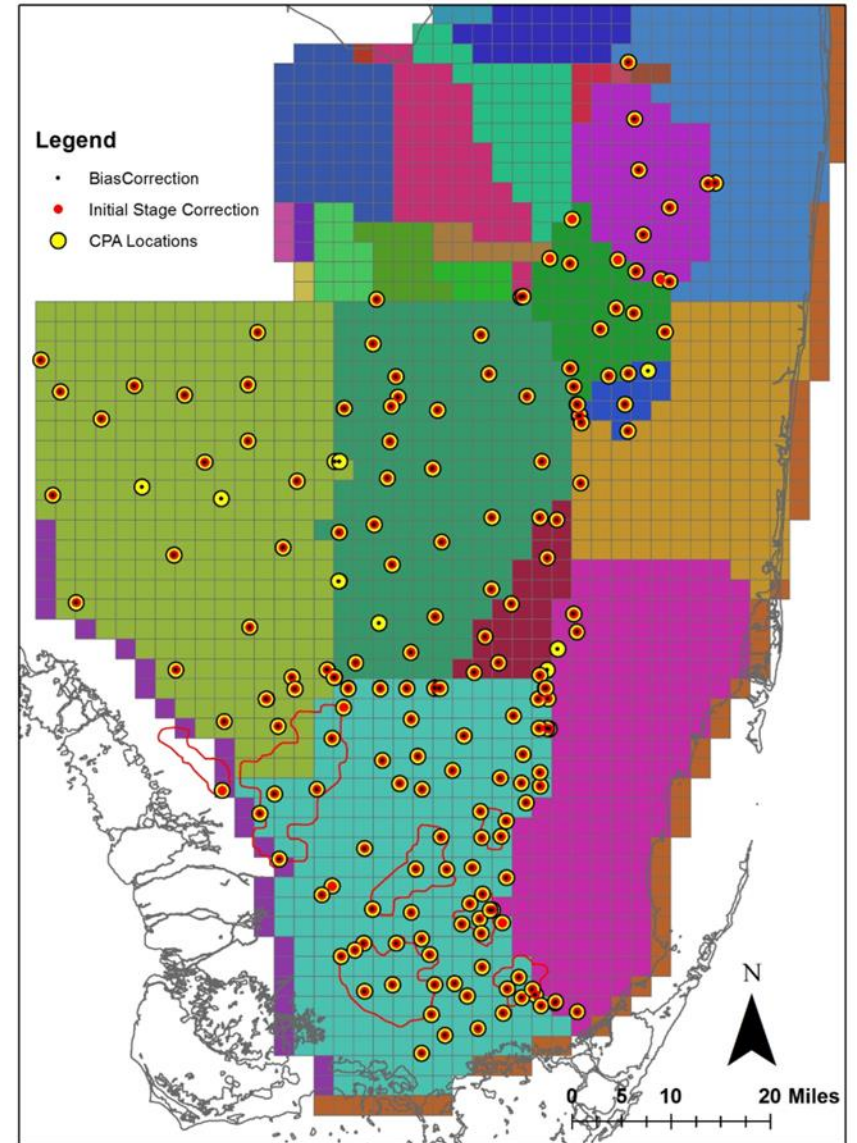 Legend
BiasCorrection
Initial Stage Correction
CPA Locations
N
0 5 10 20 Miles